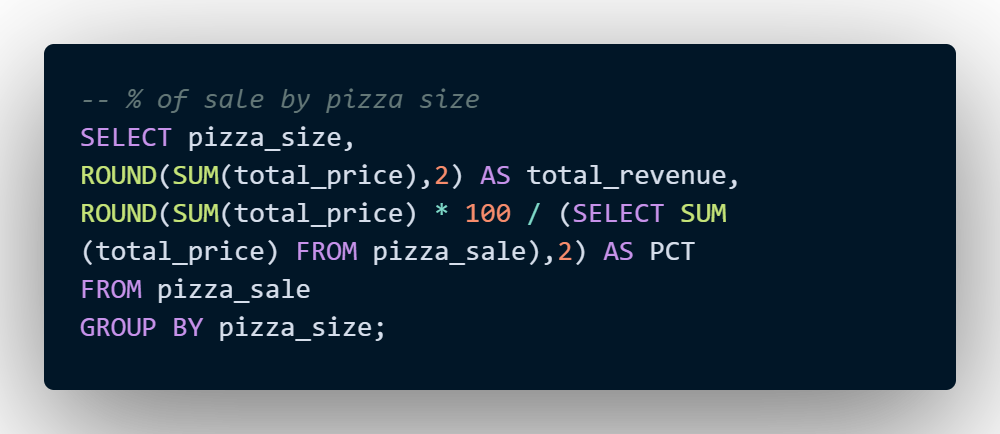 -- % of sale by pizza size
SELECT pizza_size,
ROUND(SUM(total_price),2) AS total_revenue,
ROUND(SUM(total_price) * 100 / (SELECT SUM
(total_price) FROM pizza_sale),2) AS PCT
FROM pizza_sale
GROUP BY pizza_size;